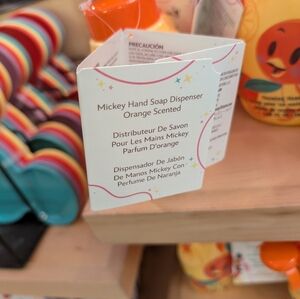 PRECAUCIÓN
Mickey Hand Soap Dispenser
Orange Scented
Distributeur De Savon
Pour Les Mains Mickey
Parfum D'orange
Dispensador De Jabón
De Manos Mickey Con
Perfume De Naranja